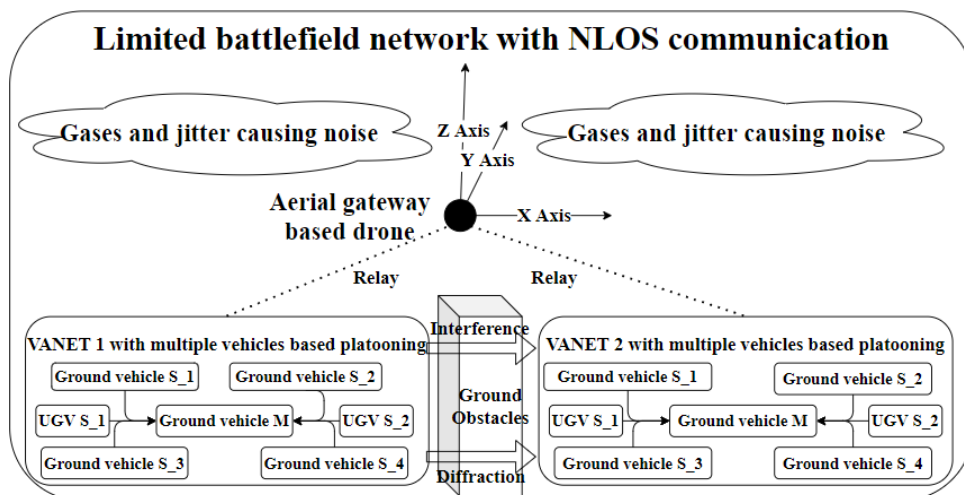 Limited battlefield network with NLOS communication
Gases and jitter causing noise
Gases and jitter causing noise
Z Axis
Y Axis
X Axis
Aerial gateway
based drone
Relay
Relay
VANET 1 with multiple vehicles based platooning
Ground vehicle S_1
Ground vehicle S_2
UGV S_1
Ground vehicle M
UGV S_2
Ground vehicle S_3
Ground vehicle S_4
Interference
Ground
Obstacles
Diffraction
VANET 2 with multiple vehicles based platooning
Ground vehicle S_1
Ground vehicle S_2
UGV S_1
Ground vehicle M
UGV S_2
Ground vehicle S_3
Ground vehicle S_4